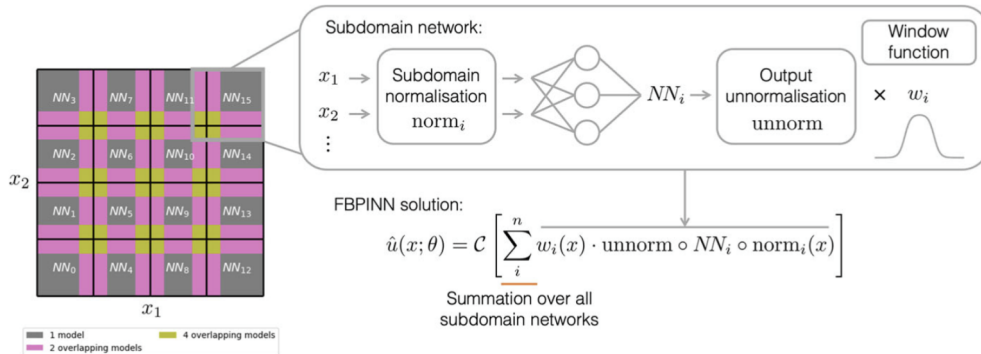 Subdomain network:
Window
function
x₁
x₂
⋮
Subdomain
normalisation
normᵢ
NNᵢ
Output
unnormalisation
unnorm
× wᵢ
NN₃ NN₇ NN₁₁ NN₁₅
NN₂ NN₆ NN₁₀ NN₁₄
NN₁ NN₅ NN₉ NN₁₃
NN₀ NN₄ NN₈ NN₁₂
x₂
x₁
1 model
2 overlapping models
4 overlapping models
FBPINN solution:
û(x; θ) = 𝒞 [ ∑ᵢⁿ wᵢ(x) · unnorm ∘ NNᵢ ∘ normᵢ(x) ]
Summation over all
subdomain networks